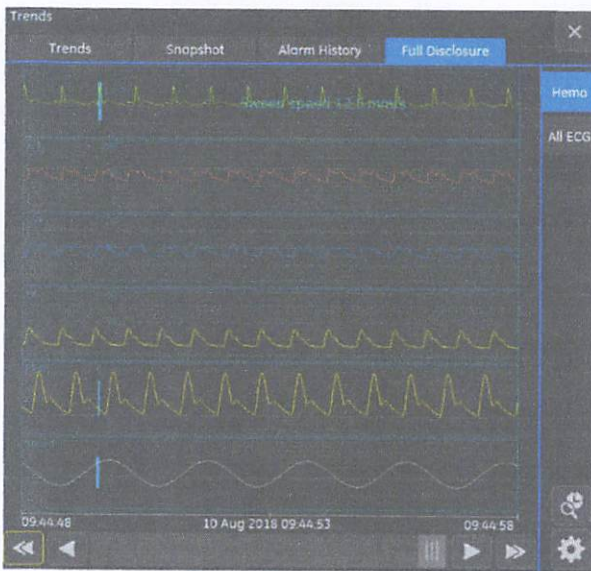 Trends
Trends Snapshot Alarm History Full Disclosure
Hemo
All ECG
09:44:48 10 Aug 2018 09:44:53 09:44:58